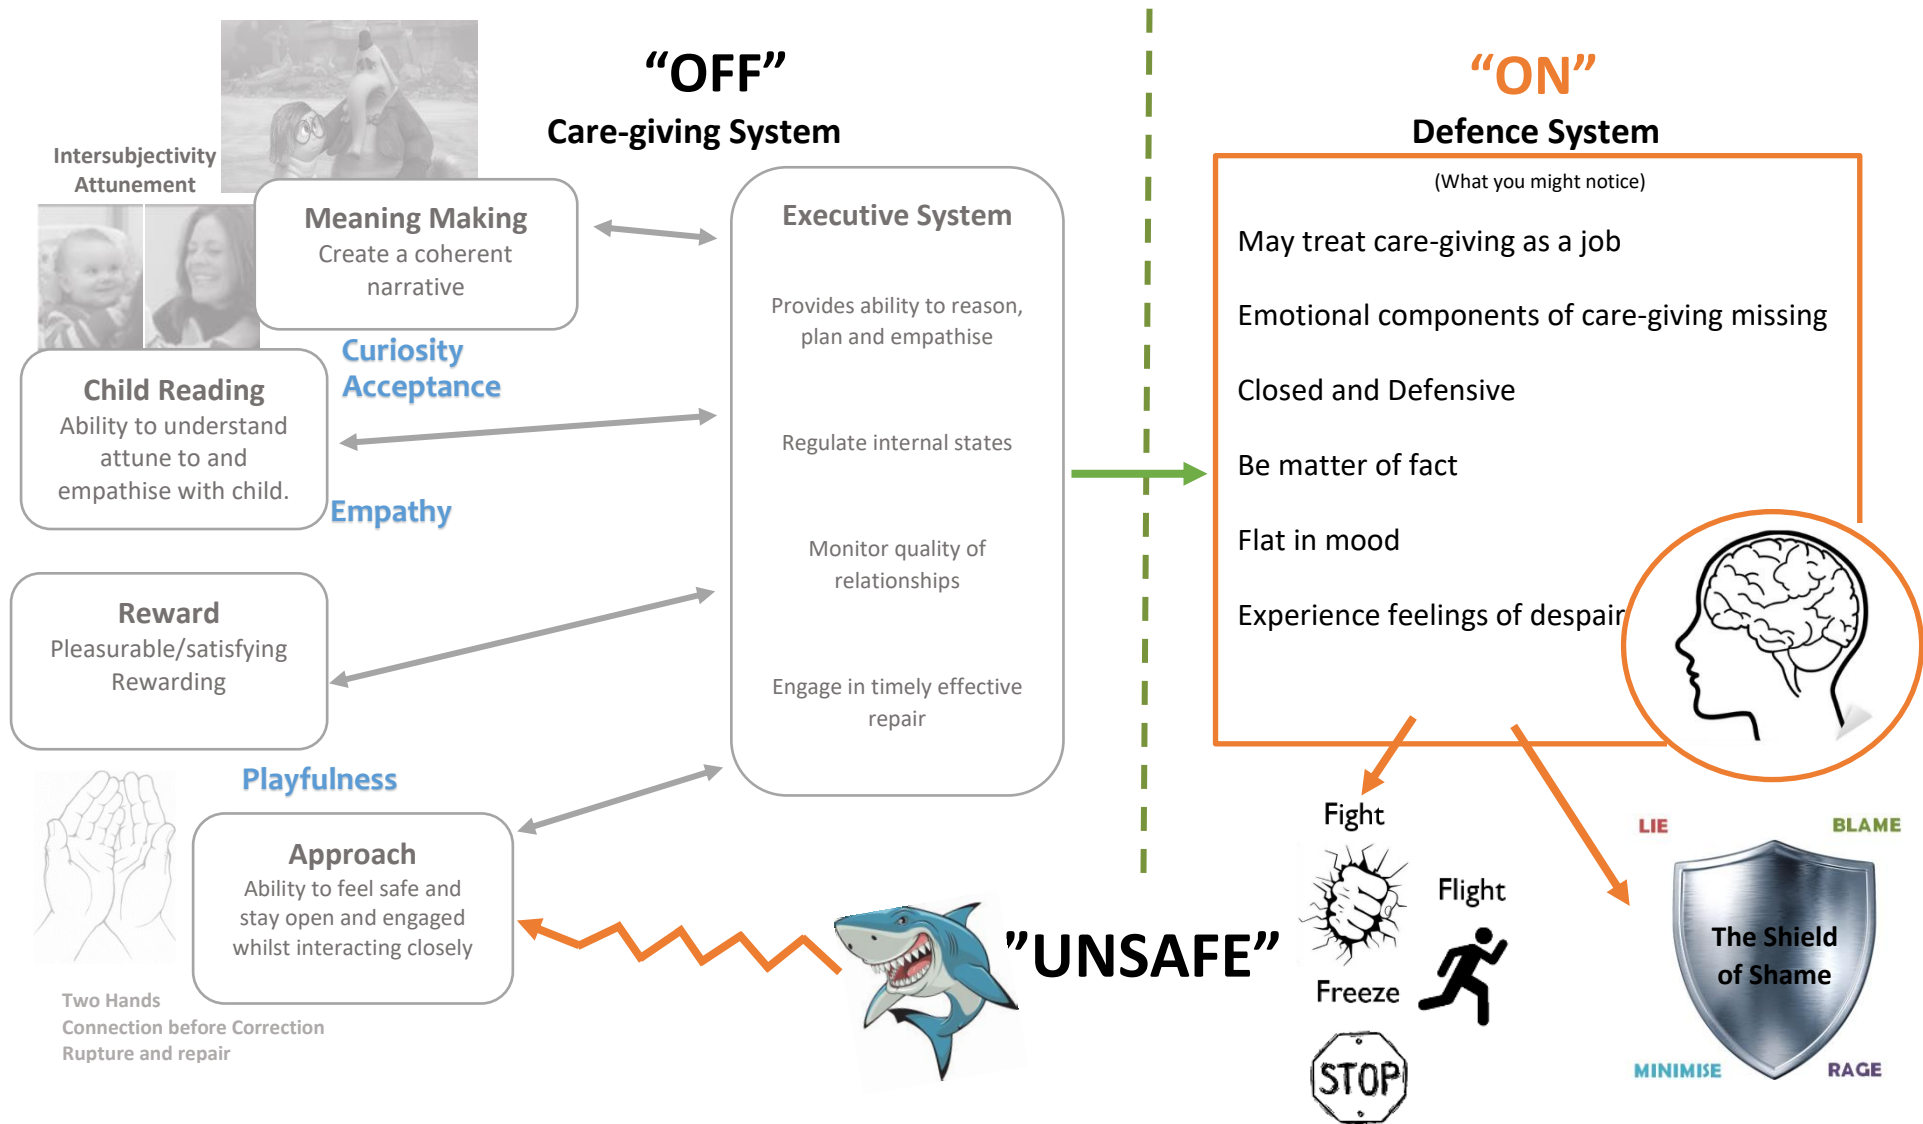 “OFF”
Care-giving System
Intersubjectivity
Attunement
Meaning Making
Create a coherent
narrative
Curiosity
Acceptance
Child Reading
Ability to understand
attune to and
empathise with child.
Empathy
Reward
Pleasurable/satisfying
Rewarding
Playfulness
Approach
Ability to feel safe and
stay open and engaged
whilst interacting closely
Two Hands
Connection before Correction
Rupture and repair
Executive System
Provides ability to reason,
plan and empathise
Regulate internal states
Monitor quality of
relationships
Engage in timely effective
repair
”UNSAFE”
“ON”
Defence System
(What you might notice)
May treat care-giving as a job
Emotional components of care-giving missing
Closed and Defensive
Be matter of fact
Flat in mood
Experience feelings of despair
Fight
Flight
Freeze
STOP
LIE
BLAME
The Shield
of Shame
MINIMISE
RAGE